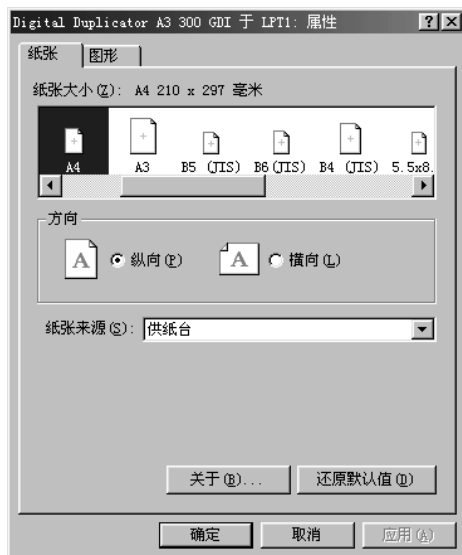 Digital Duplicator A3 300 GDI 于 LPT1: 属性
纸张 图形
纸张大小(Z): A4 210 x 297 毫米
A4 A3 B5 (JIS) B6(JIS) B4 (JIS) 5.5x8.
方向
A 纵向(P) A 横向(L)
纸张来源(S): 供纸台
关于(B)... 还原默认值(D)
确定 取消 应用(A)